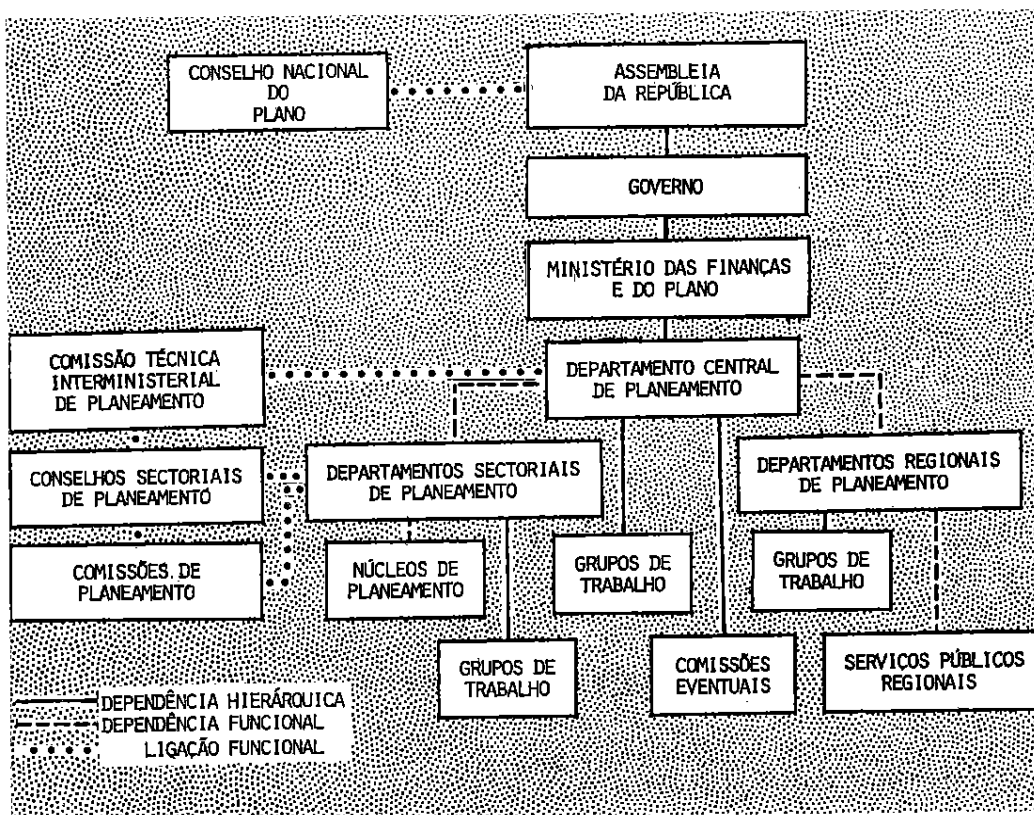 CONSELHO NACIONAL
DO
PLANO
ASSEMBLEIA
DA REPÚBLICA
GOVERNO
MINISTÉRIO DAS FINANÇAS
E DO PLANO
COMISSÃO TÉCNICA
INTERMINISTERIAL
DE PLANEAMENTO
DEPARTAMENTO CENTRAL
DE PLANEAMENTO
CONSELHOS SECTORIAIS
DE PLANEAMENTO
DEPARTAMENTOS SECTORIAIS
DE PLANEAMENTO
DEPARTAMENTOS REGIONAIS
DE PLANEAMENTO
COMISSÕES DE
PLANEAMENTO
NÚCLEOS DE
PLANEAMENTO
GRUPOS DE
TRABALHO
GRUPOS DE
TRABALHO
GRUPOS DE
TRABALHO
COMISSÕES
EVENTUAIS
SERVIÇOS PÚBLICOS
REGIONAIS
DEPENDÊNCIA HIERÁRQUICA
DEPENDÊNCIA FUNCIONAL
LIGAÇÃO FUNCIONAL